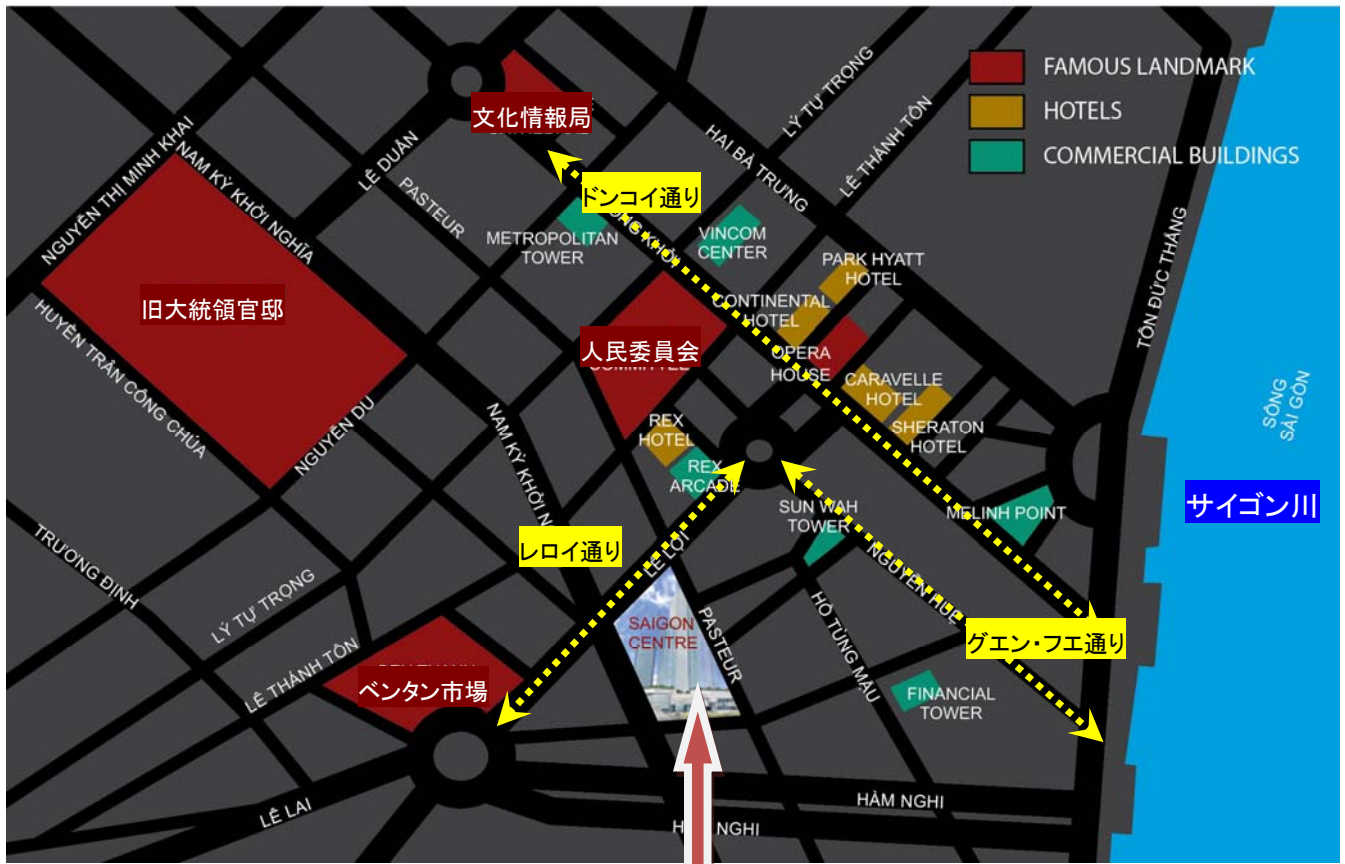 FAMOUS LANDMARK
HOTELS
COMMERCIAL BUILDINGS
文化情報局
LÝ TỰ TRỌNG
LÊ THÁNH TÔN
HAI BÀ TRƯNG
NGUYỄN THỊ MINH KHAI
NAM KỲ KHỞI NGHĨA
LÊ DUẨN
PASTEUR
ドンコイ通り
METROPOLITAN
TOWER
VINCOM
CENTER
PARK HYATT
HOTEL
TÔN ĐỨC THẮNG
旧大統領官邸
HUYỀN TRÂN CÔNG CHÚA
NGUYỄN DU
人民委員会
CONTINENTAL
HOTEL
OPERA
HOUSE
CARAVELLE
HOTEL
SHERATON
HOTEL
SÔNG
SÀI GÒN
サイゴン川
REX
HOTEL
REX
ARCADE
SUN WAH
TOWER
MELINH POINT
NAM KỲ KHỞI N
レロイ通り
LÊ LỢI
NGUYỄN HUỆ
グエン・フエ通り
TRƯƠNG ĐỊNH
LÝ TỰ TRỌNG
LÊ THÁNH TÔN
ベンタン市場
SAIGON
CENTRE
PASTEUR
HỒ TÙNG MẬU
FINANCIAL
TOWER
LÊ LAI
HÀM NGHI
NGHI